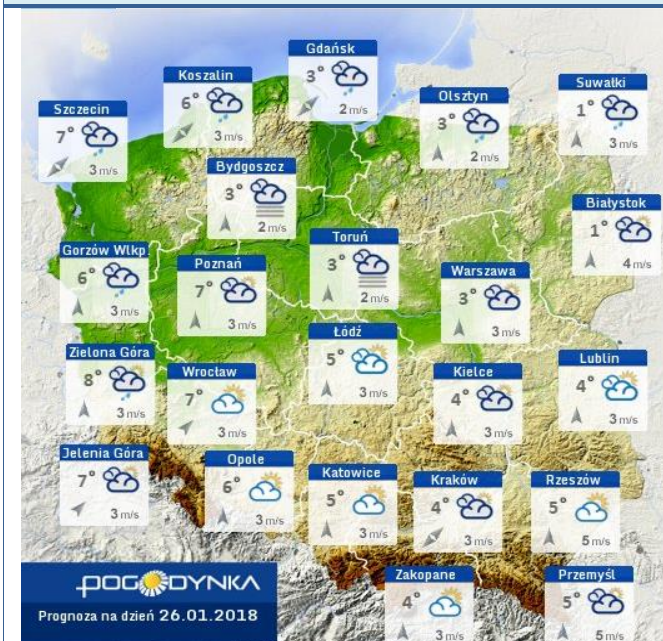 Gdańsk
3°
2 m/s
Koszalin
6°
3 m/s
Suwałki
1°
3 m/s
Olsztyn
3°
2 m/s
Szczecin
7°
3 m/s
Bydgoszcz
3°
2 m/s
Białystok
1°
4 m/s
Toruń
3°
2 m/s
Gorzów Wlkp.
6°
3 m/s
Poznań
7°
3 m/s
Warszawa
3°
3 m/s
Łódź
5°
3 m/s
Zielona Góra
8°
3 m/s
Wrocław
7°
3 m/s
Kielce
4°
3 m/s
Lublin
4°
3 m/s
Jelenia Góra
7°
3 m/s
Opole
6°
3 m/s
Katowice
5°
3 m/s
Kraków
4°
3 m/s
Rzeszów
5°
5 m/s
Zakopane
4°
3 m/s
Przemyśl
5°
5 m/s
POGODYNKA
Prognoza na dzień 26.01.2018